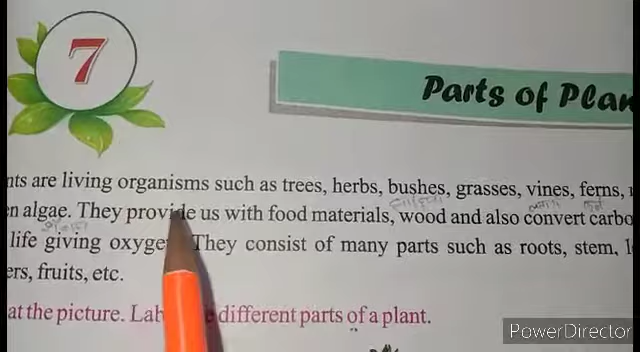 7
Parts of Plan
nts are living organisms such as trees, herbs, bushes, grasses, vines, ferns,
n algae. They provide us with food materials, wood and also convert carbo
life giving oxyge They consist of many parts such as roots, stem, l
ers, fruits, etc.
at the picture. Lab different parts of a plant.
PowerDirector